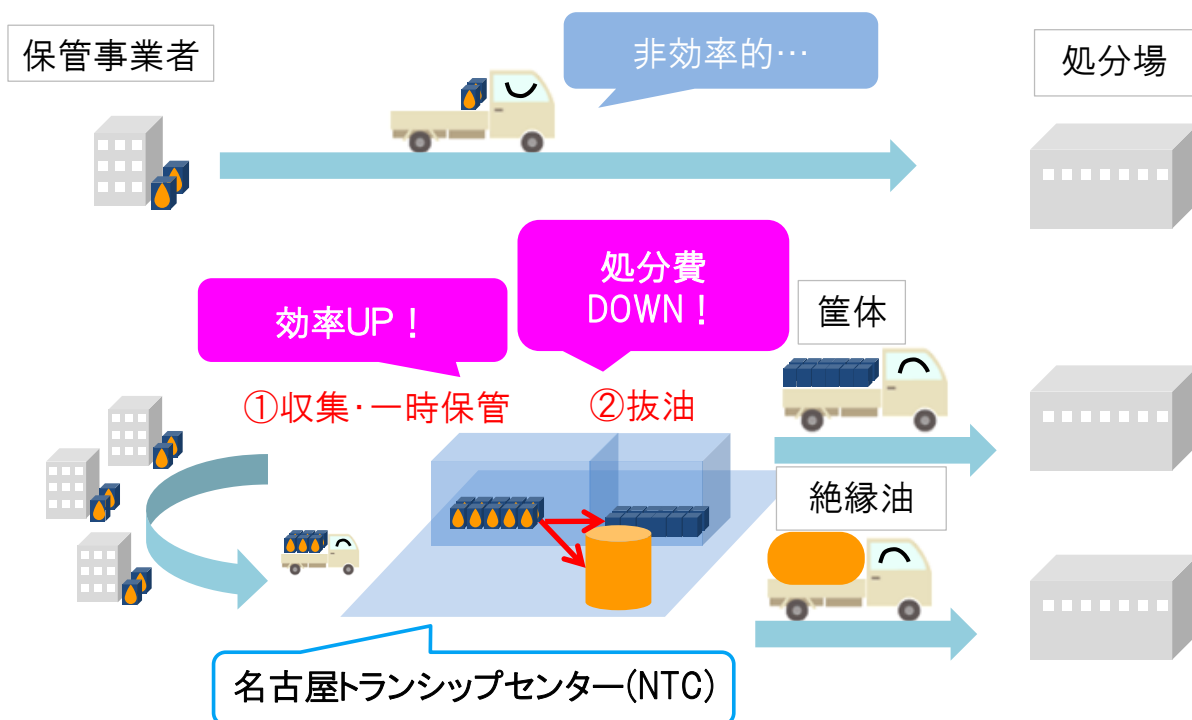 保管事業者
非効率的…
処分場
効率UP！
処分費
DOWN！
筐体
①収集・一時保管
②抜油
絶縁油
名古屋トランシップセンター(NTC)